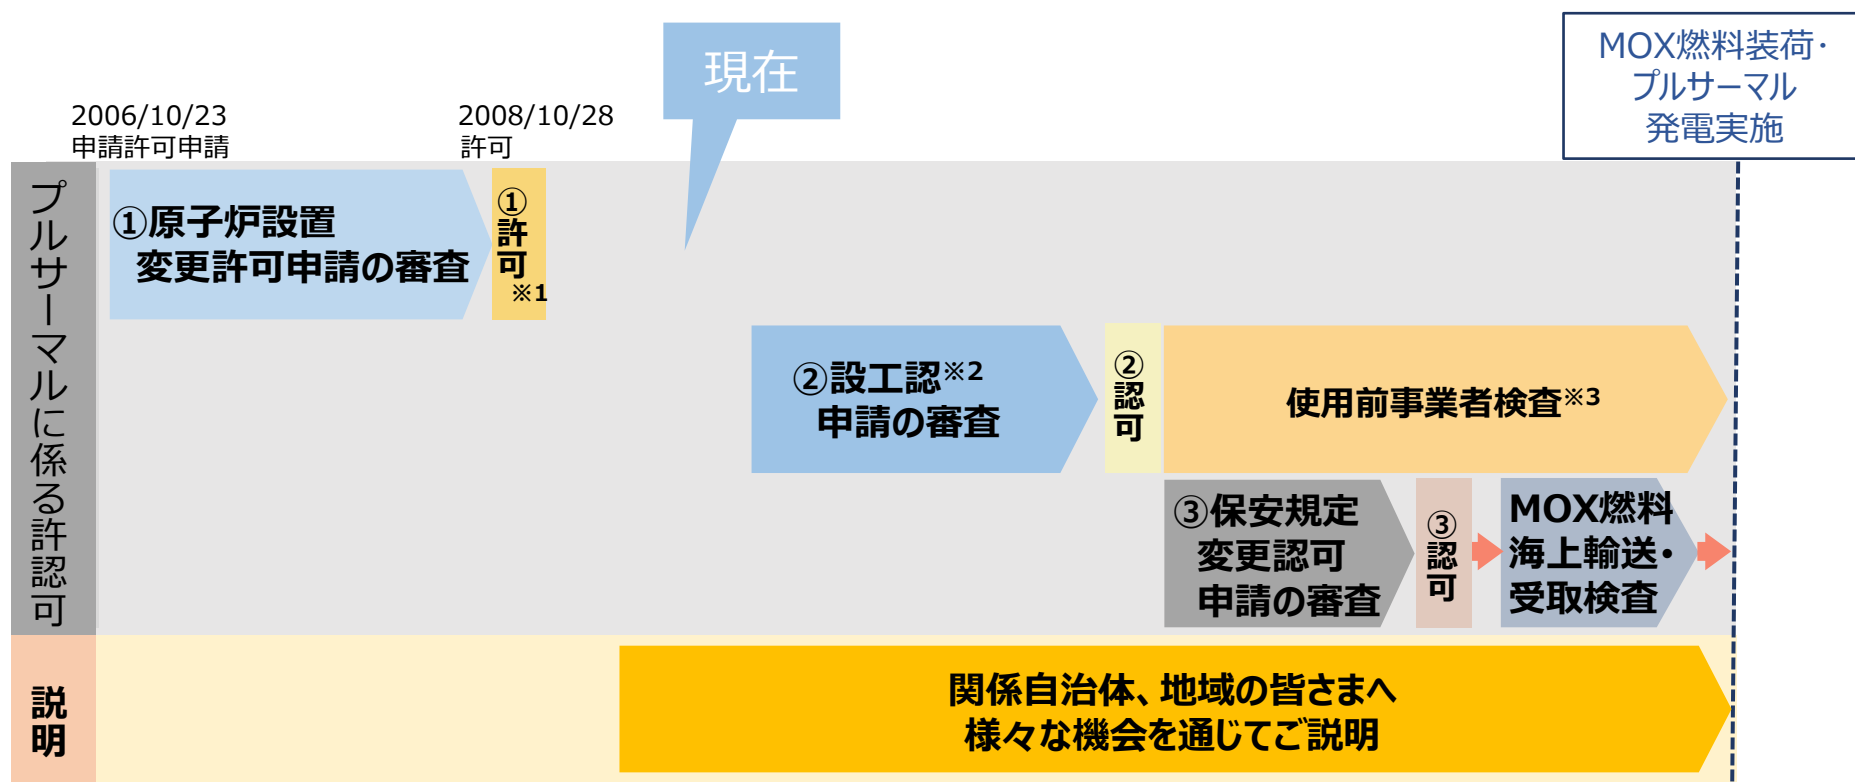 現在
MOX燃料装荷・
プルサーマル
発電実施
2006/10/23
申請許可申請
2008/10/28
許可
プルサーマルに係る許認可
①原子炉設置
変更許可申請の審査
①許可
※1
②設工認※2
申請の審査
②認可
使用前事業者検査※3
③保安規定
変更認可
申請の審査
③認可
MOX燃料
海上輸送・
受取検査
説明
関係自治体、地域の皆さまへ
様々な機会を通じてご説明